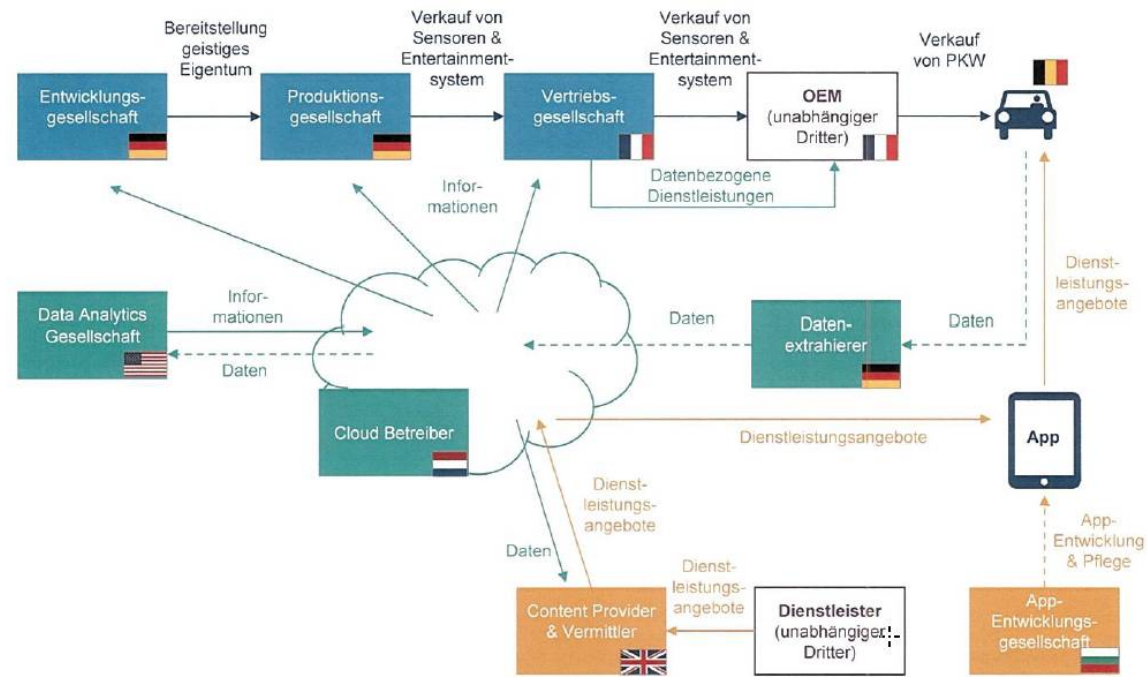 Bereitstellung
geistiges
Eigentum
Verkauf von
Sensoren &
Entertainment-
system
Verkauf von
Sensoren &
Entertainment-
system
Verkauf
von PKW
Entwicklungs-
gesellschaft
Produktions-
gesellschaft
Vertriebs-
gesellschaft
OEM
(unabhängiger
Dritter)
Infor-
mationen
Datenbezogene
Dienstleistungen
Dienst-
leistungs-
angebote
Data Analytics
Gesellschaft
Infor-
mationen
Daten
Daten
Daten-
extrahierer
Daten
Cloud Betreiber
Dienstleistungsangebote
App
Dienst-
leistungs-
angebote
Daten
App-
Entwicklung
& Pflege
Dienst-
leistungs-
angebote
Content Provider
& Vermittler
Dienstleister
(unabhängiger
Dritter)
App-
Entwicklungs-
gesellschaft